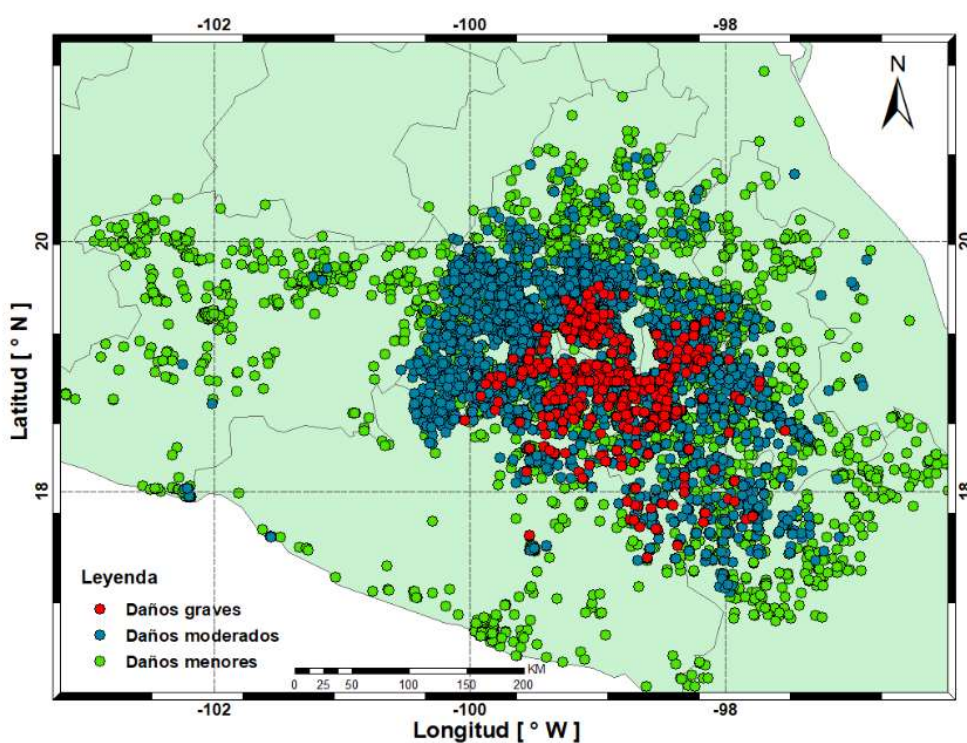 -102 -100 -98
N
20 20
Latitud [ ° N ]
18 18
Leyenda
Daños graves
Daños moderados
Daños menores
KM
0 25 50 100 150 200
-102 -100 -98
Longitud [ ° W ]